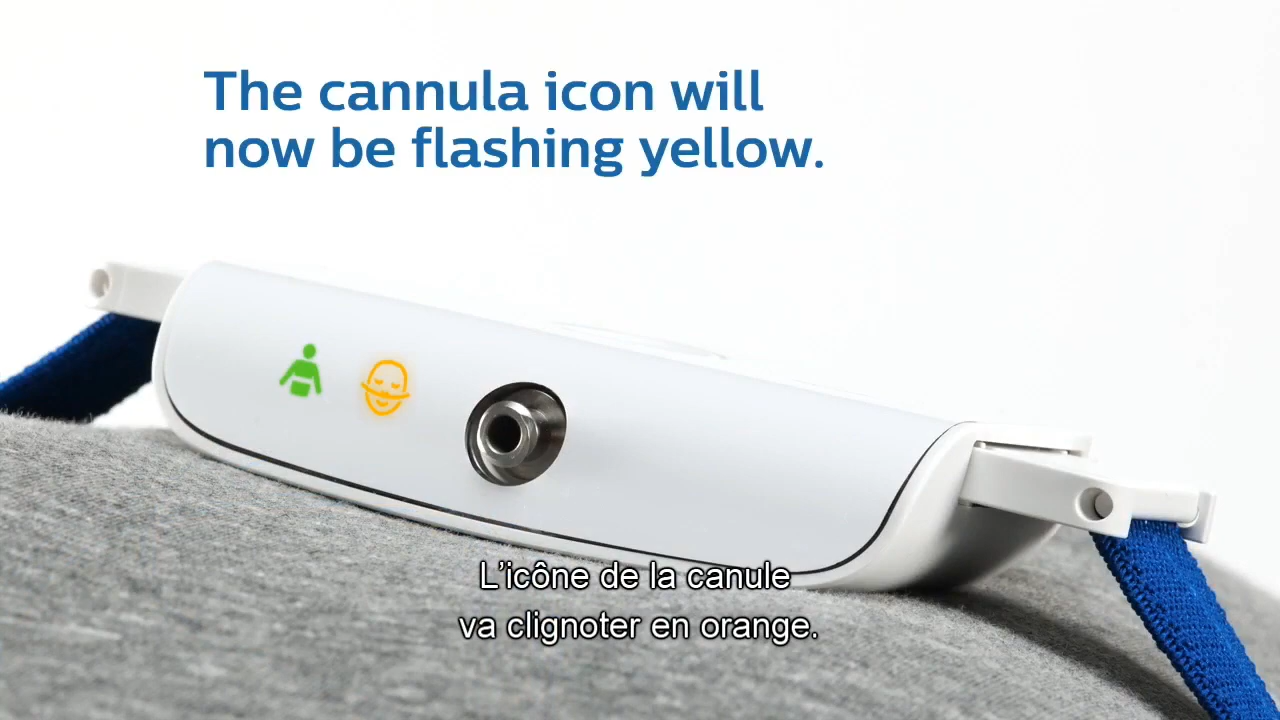 The cannula icon will
now be flashing yellow.
L’icône de la canule
va clignoter en orange.